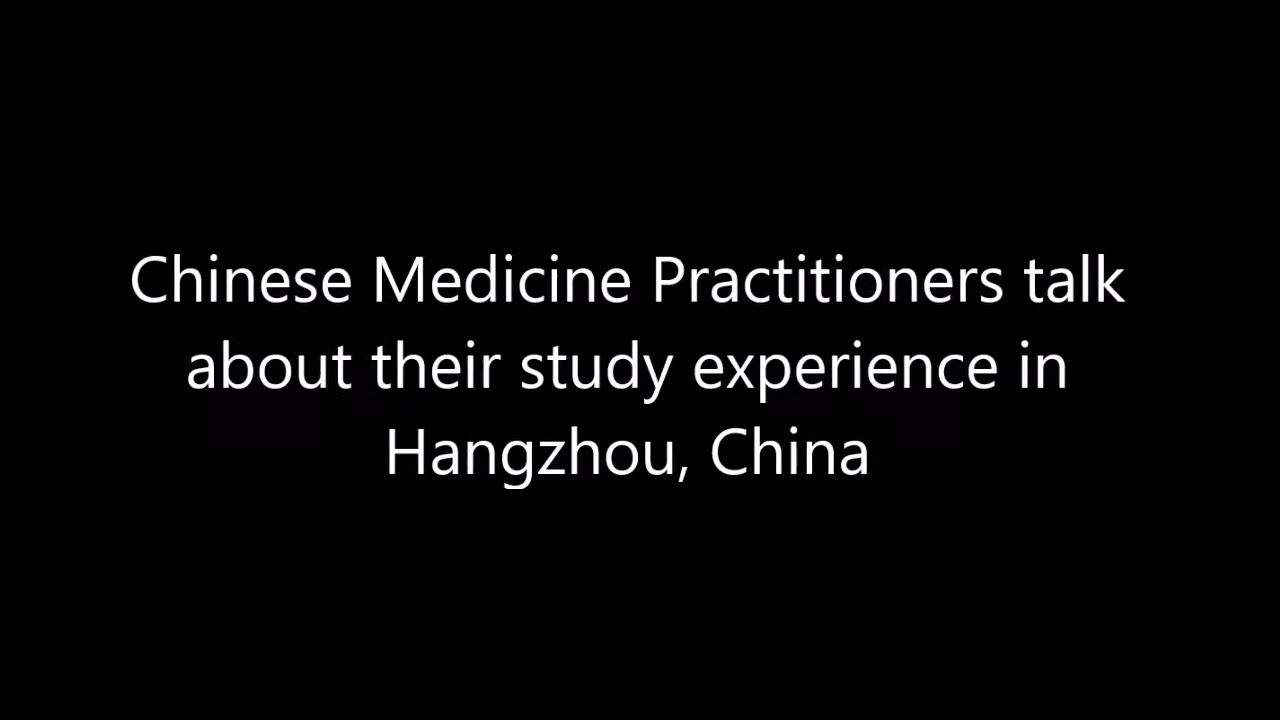 Chinese Medicine Practitioners talk
about their study experience in
Hangzhou, China